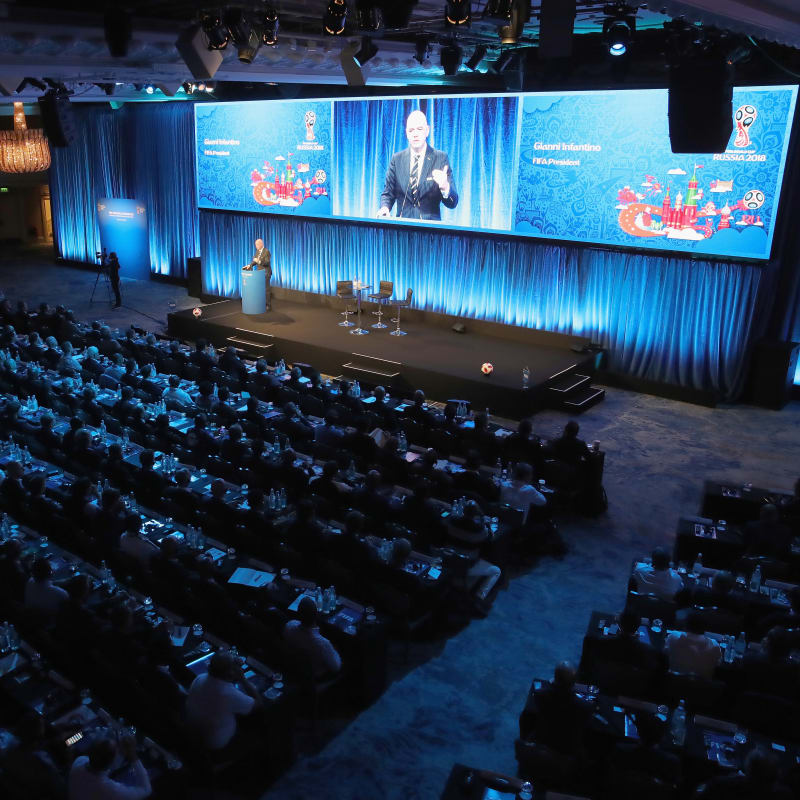 Gianni Infantino
FIFA President
RUSSIA 2018
Gianni Infantino
FIFA President
RUSSIA 2018